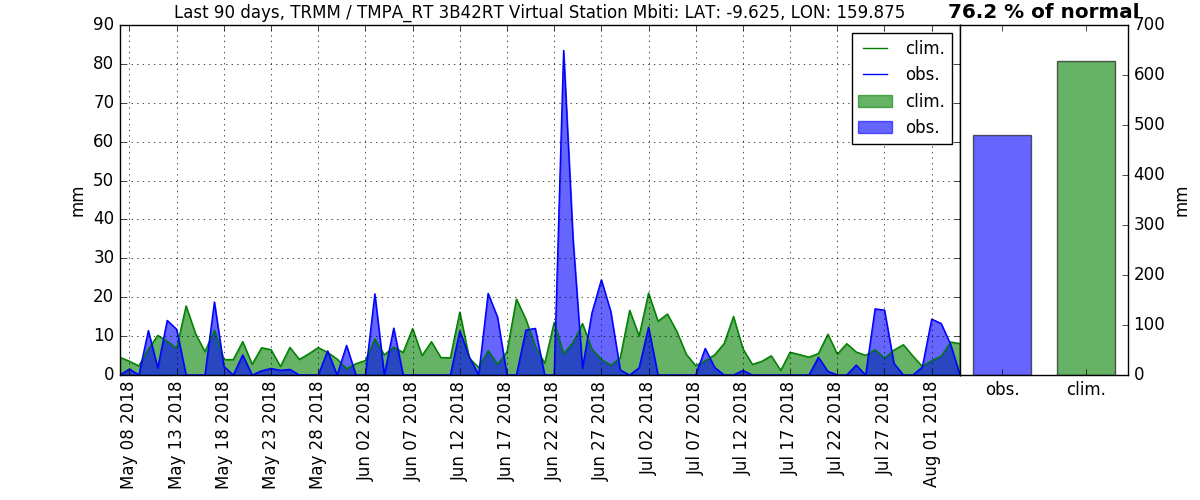 Last 90 days, TRMM / TMPA_RT 3B42RT Virtual Station Mbiti: LAT: -9.625, LON: 159.875
76.2 % of normal
90
80
70
60
50
40
30
20
10
0
mm
clim.
obs.
clim.
obs.
700
600
500
400
300
200
100
0
mm
May 08 2018
May 13 2018
May 18 2018
May 23 2018
May 28 2018
Jun 02 2018
Jun 07 2018
Jun 12 2018
Jun 17 2018
Jun 22 2018
Jun 27 2018
Jul 02 2018
Jul 07 2018
Jul 12 2018
Jul 17 2018
Jul 22 2018
Jul 27 2018
Aug 01 2018
obs.
clim.